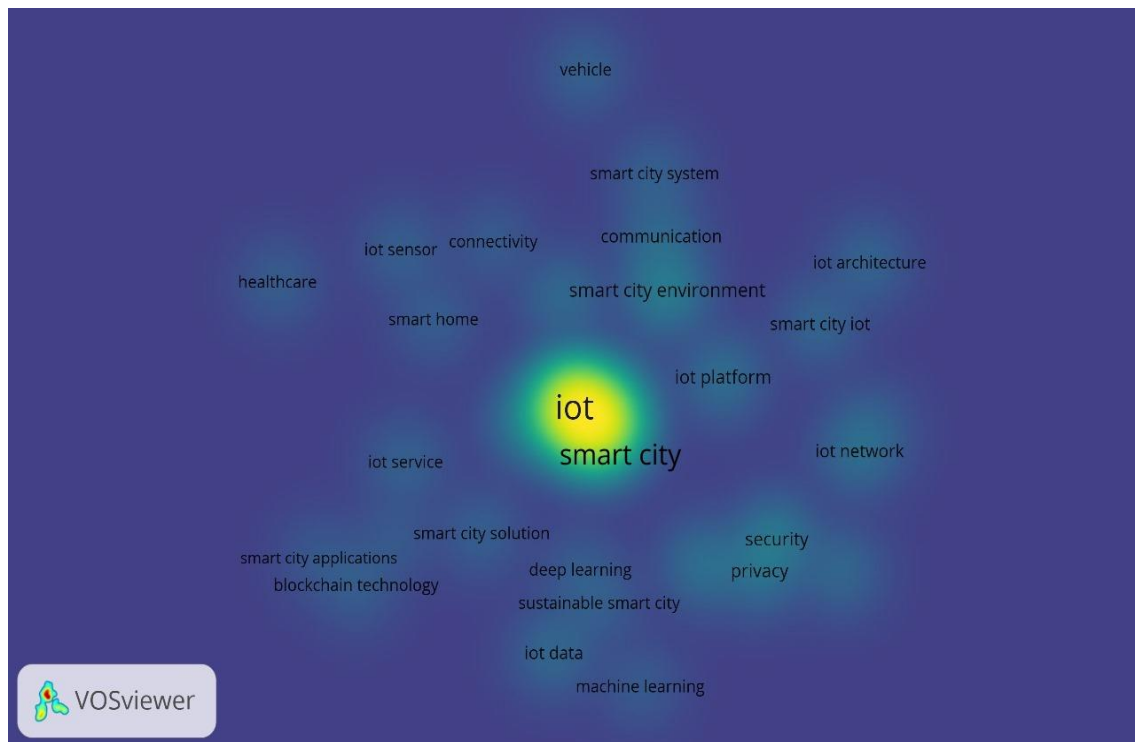 vehicle
smart city system
communication
connectivity
iot sensor
iot architecture
healthcare
smart city environment
smart home
smart city iot
iot platform
iot
smart city
iot network
iot service
smart city solution
security
smart city applications
deep learning
privacy
blockchain technology
sustainable smart city
iot data
machine learning
VOSviewer